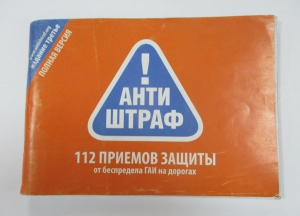 издание третье
ПОЛНАЯ ВЕРСИЯ
!
АНТИ
ШТРАФ
112 ПРИЕМОВ ЗАЩИТЫ
от беспредела ГАИ на дорогах